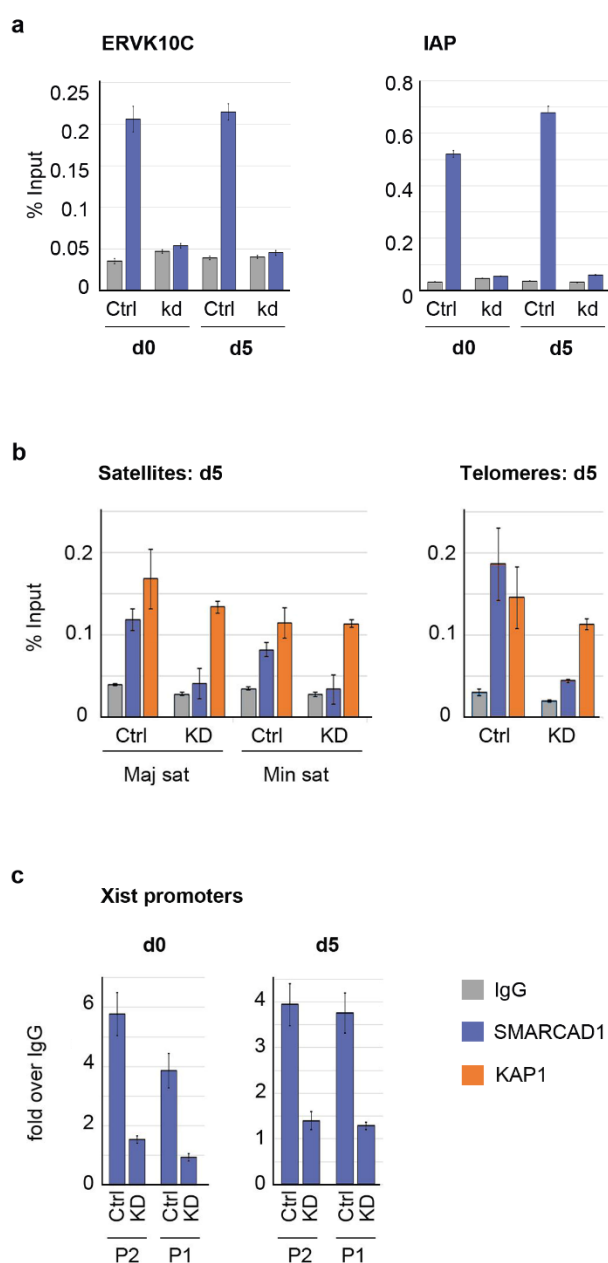 a
ERVK10C
IAP
% Input
0.25
0.2
0.15
0.1
0.05
0
0.8
0.6
0.4
0.2
0
Ctrl kd Ctrl kd
d0 d5
Ctrl kd Ctrl kd
d0 d5
b
Satellites: d5
Telomeres: d5
% Input
0.2
0.1
0
0.2
0.1
0
Ctrl KD Ctrl KD
Maj sat Min sat
Ctrl KD
c
Xist promoters
d0
d5
fold over IgG
6
4
2
0
4
3
2
1
0
Ctrl KD Ctrl KD
P2 P1
Ctrl KD Ctrl KD
P2 P1
IgG
SMARCAD1
KAP1